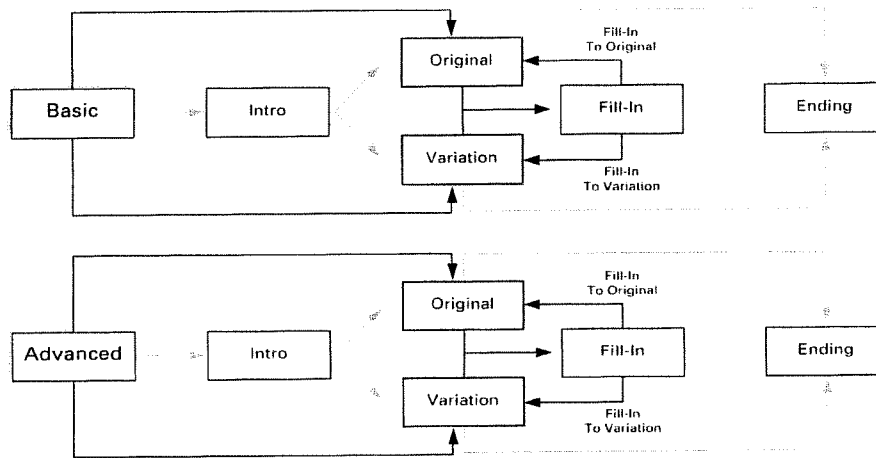 Fill-In
To Original
Original
Basic
Intro
Fill-In
Ending
Variation
Fill-In
To Variation
Fill-In
To Original
Original
Advanced
Intro
Fill-In
Ending
Variation
Fill-In
To Variation